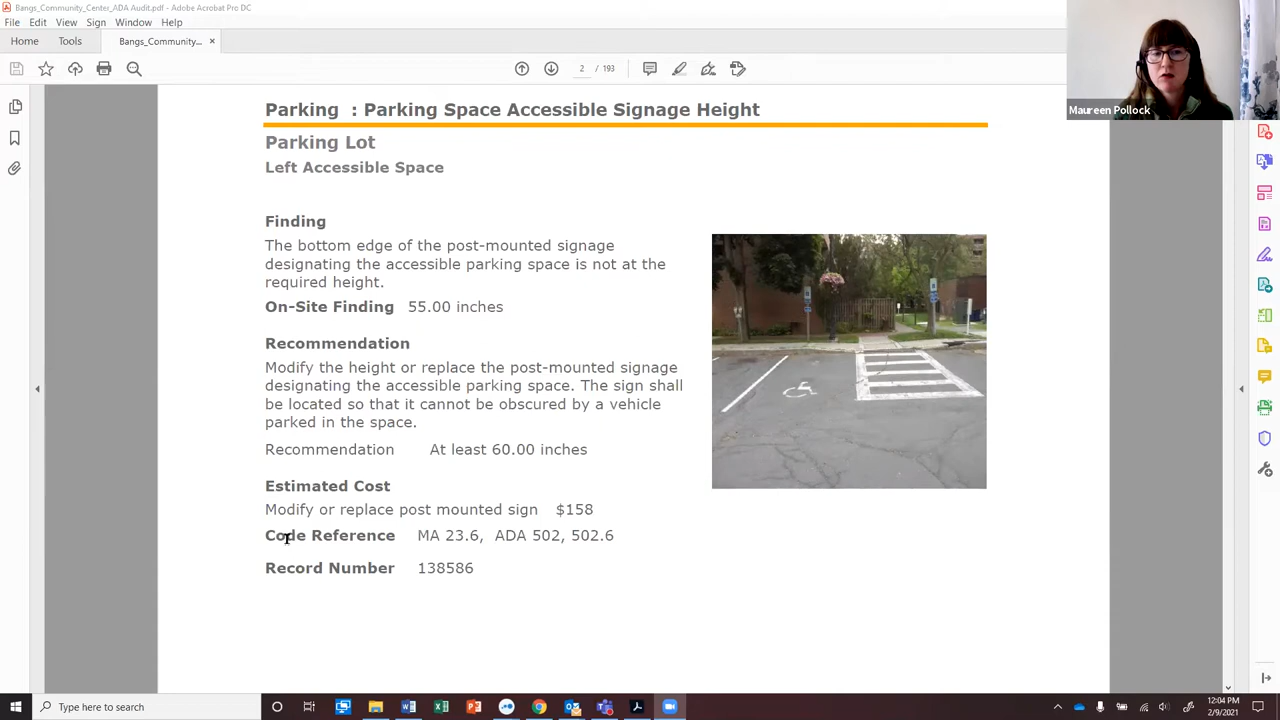 Bangs_Community_Center_ADA Audit.pdf - Adobe Acrobat Pro DC
File Edit View Sign Window Help
Home Tools Bangs_Community... ×
2 / 193
Maureen Pollock
Parking : Parking Space Accessible Signage Height
Parking Lot
Left Accessible Space
Finding
The bottom edge of the post-mounted signage
designating the accessible parking space is not at the
required height.
On-Site Finding 55.00 inches
Recommendation
Modify the height or replace the post-mounted signage
designating the accessible parking space. The sign shall
be located so that it cannot be obscured by a vehicle
parked in the space.
Recommendation At least 60.00 inches
Estimated Cost
Modify or replace post mounted sign $158
Code Reference MA 23.6, ADA 502, 502.6
Record Number 138586
Type here to search
12:04 PM
2/9/2021